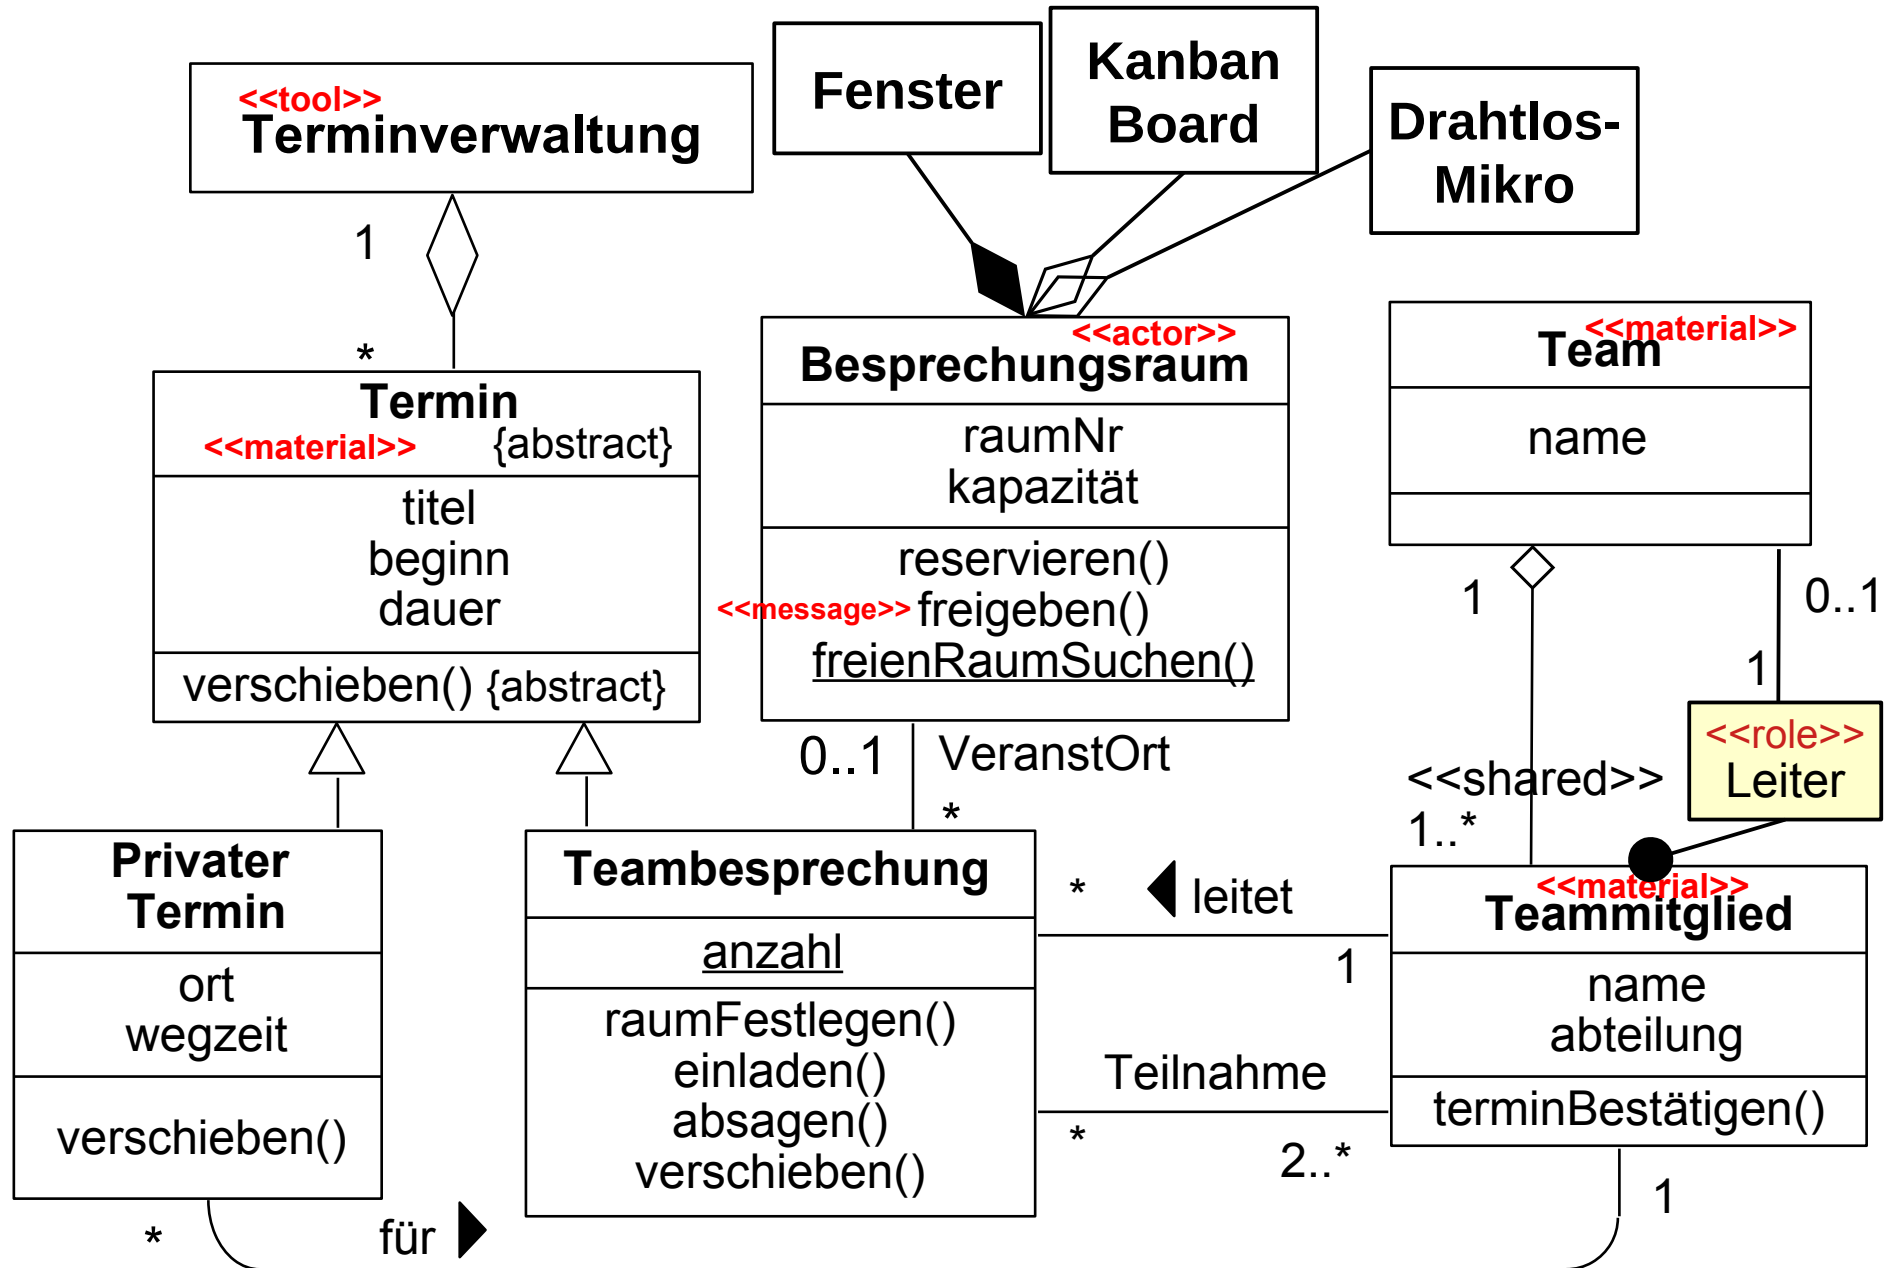 <<tool>>
Terminverwaltung
1
*
Fenster
Kanban
Board
Drahtlos-
Mikro
Termin
<<material>> {abstract}
titel
beginn
dauer
verschieben() {abstract}
<<actor>>
Besprechungsraum
raumNr
kapazität
reservieren()
<<message>> freigeben()
freienRaumSuchen()
<<material>>
Team
name
1
0..1
1
<<role>>
Leiter
<<shared>>
1..*
0..1
VeranstOrt
*
Privater
Termin
ort
wegzeit
verschieben()
*
für
Teambesprechung
anzahl
raumFestlegen()
einladen()
absagen()
verschieben()
*
leitet
1
Teilnahme
*
2..*
<<material>>
Teammitglied
name
abteilung
terminBestätigen()
1